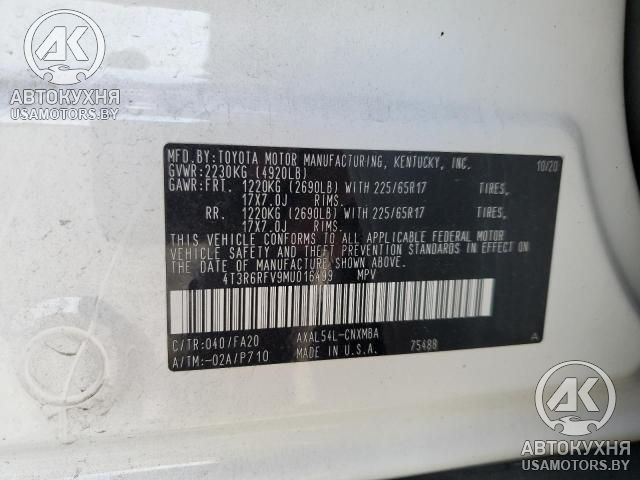 AK
АВТОКУХНЯ
USAMOTORS.BY
MFD.BY:TOYOTA MOTOR MANUFACTURING, KENTUCKY, INC. 10/20
GVWR:2230KG (4920LB)
GAWR:FRT. 1220KG (2690LB) WITH 225/65R17 TIRES,
17X7.0J RIMS.
RR. 1220KG (2690LB) WITH 225/65R17 TIRES,
17X7.0J RIMS.
THIS VEHICLE CONFORMS TO ALL APPLICABLE FEDERAL MOTOR
VEHICLE SAFETY AND THEFT PREVENTION STANDARDS IN EFFECT ON
THE DATE OF MANUFACTURE SHOWN ABOVE.
4T3R6RFV9MU016499 MPV
C/TR:040/FA20 AXAL54L-CNXMBA A
A/TM:-02A/P710 MADE IN U.S.A. 75488
AK
АВТОКУХНЯ
USAMOTORS.BY